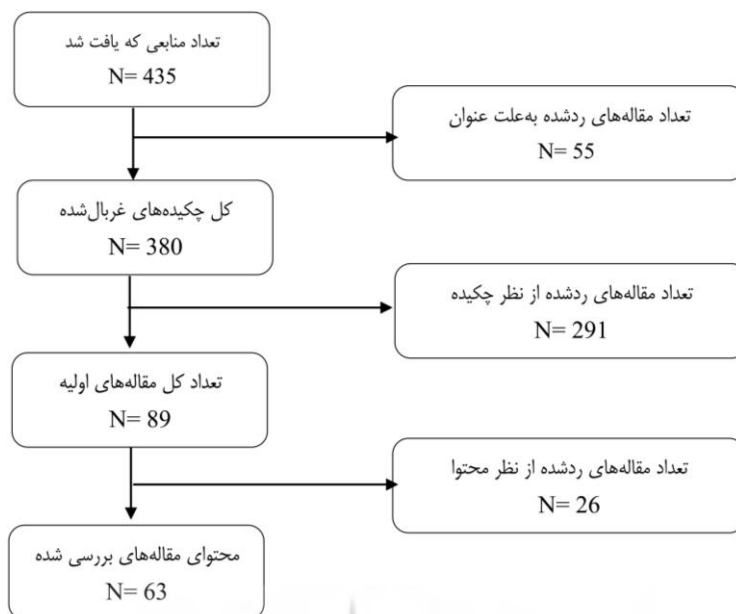 تعداد منابعی که یافت شد
N= 435
تعداد مقاله‌های ردشده به‌علت عنوان
N= 55
کل چکیده‌های غربال‌شده
N= 380
تعداد مقاله‌های ردشده از نظر چکیده
N= 291
تعداد کل مقاله‌های اولیه
N= 89
تعداد مقاله‌های ردشده از نظر محتوا
N= 26
محتوای مقاله‌های بررسی شده
N= 63